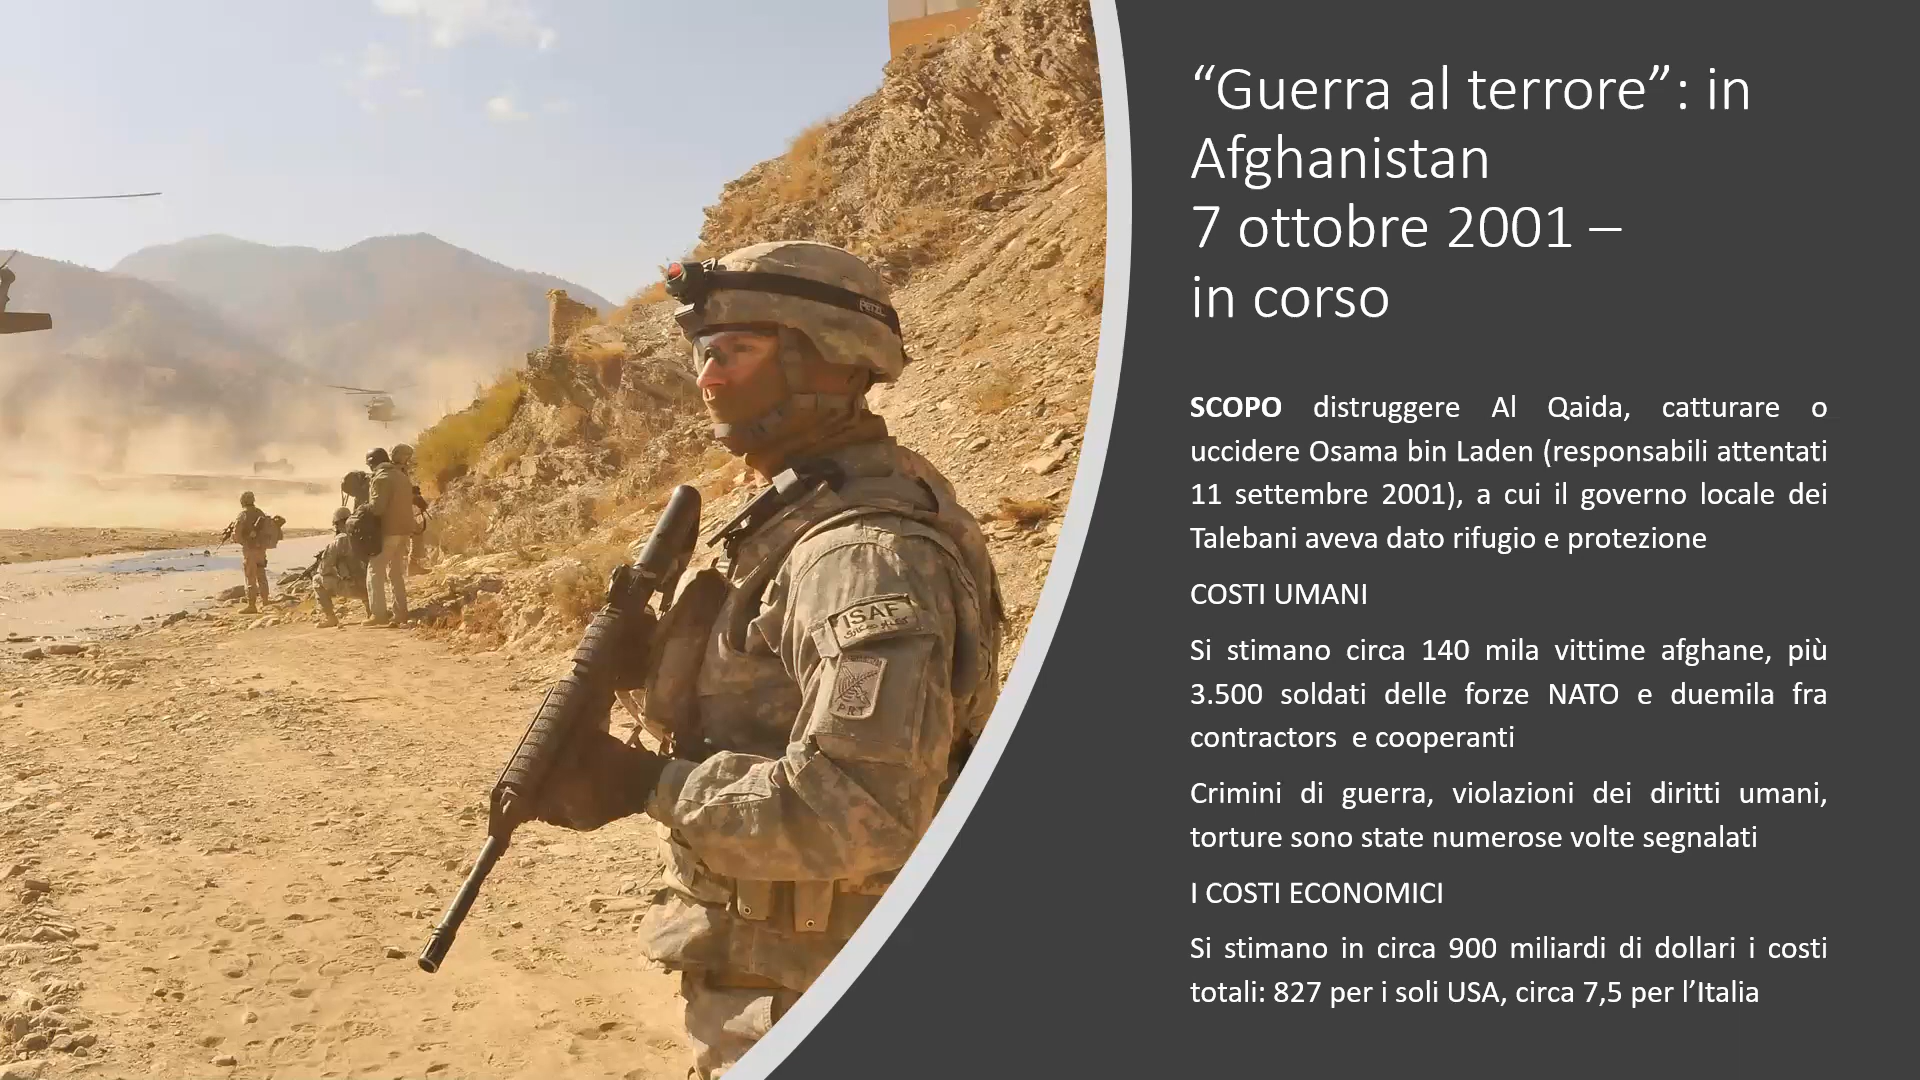 “Guerra al terrore”: in
Afghanistan
7 ottobre 2001 –
in corso
SCOPO distruggere Al Qaida, catturare o
uccidere Osama bin Laden (responsabili attentati
11 settembre 2001), a cui il governo locale dei
Talebani aveva dato rifugio e protezione
COSTI UMANI
Si stimano circa 140 mila vittime afghane, più
3.500 soldati delle forze NATO e duemila fra
contractors e cooperanti
Crimini di guerra, violazioni dei diritti umani,
torture sono state numerose volte segnalati
I COSTI ECONOMICI
Si stimano in circa 900 miliardi di dollari i costi
totali: 827 per i soli USA, circa 7,5 per l’Italia
PETZL
ISAF
PRT